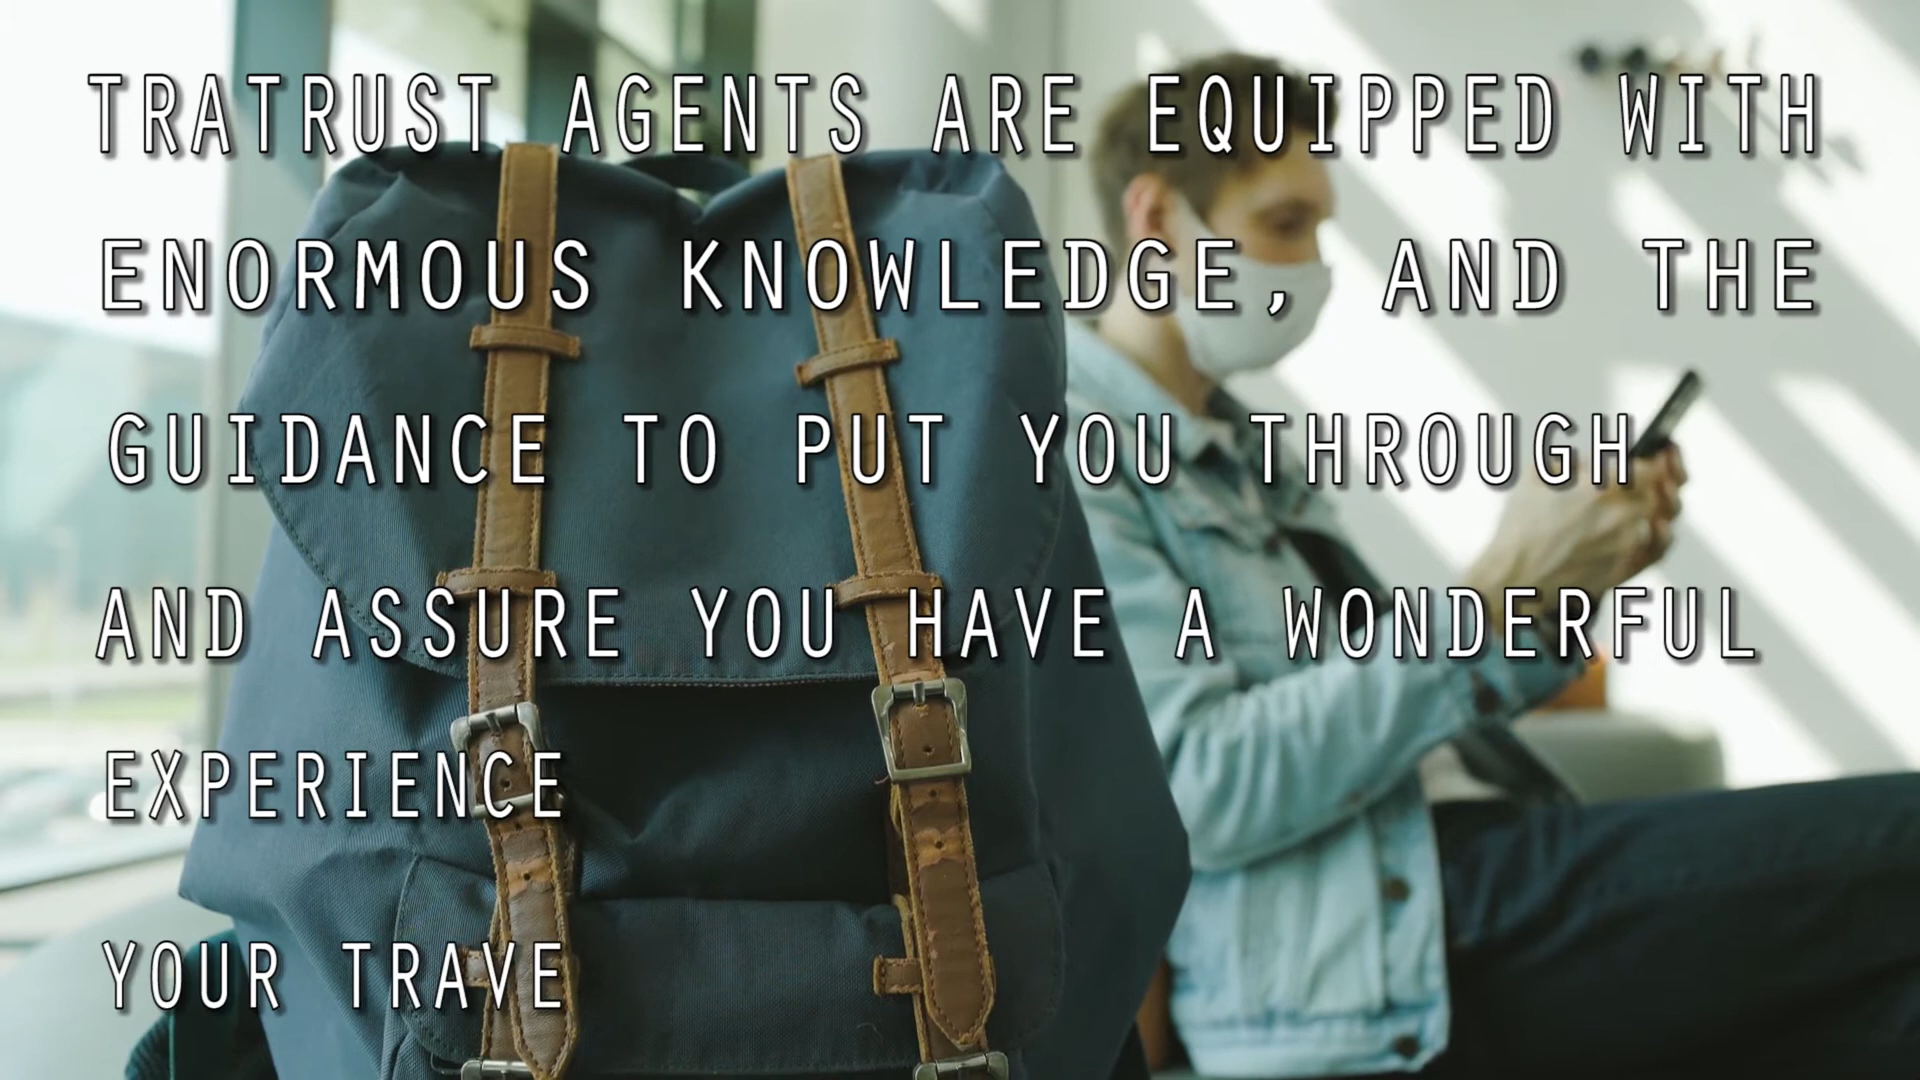 TRATRUST AGENTS ARE EQUIPPED WITH
ENORMOUS KNOWLEDGE, AND THE
GUIDANCE TO PUT YOU THROUGH
AND ASSURE YOU HAVE A WONDERFUL
EXPERIENCE
YOUR TRAVE